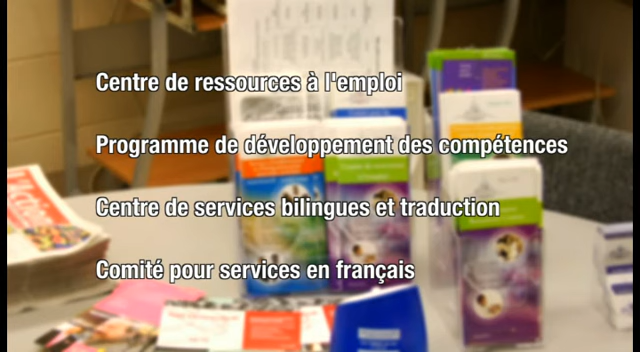 Centre de ressources à l'emploi
Programme de développement des compétences
Centre de services bilingues et traduction
Comité pour services en français
l'Action